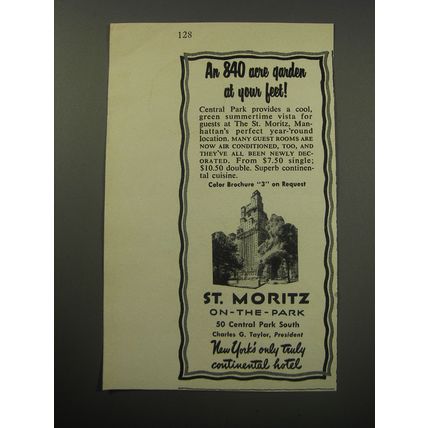 128
An 840 acre garden
at your feet!
Central Park provides a cool,
green summertime vista for
guests at The St. Moritz, Man-
hattan's perfect year-'round
location. MANY GUEST ROOMS ARE
NOW AIR CONDITIONED, TOO, AND
THEY'VE ALL BEEN NEWLY DEC-
ORATED. From $7.50 single;
$10.50 double. Superb continen-
tal cuisine.
Color Brochure "3" on Request
ST. MORITZ
ON-THE-PARK
50 Central Park South
Charles G. Taylor, President
New York's only truly
continental hotel